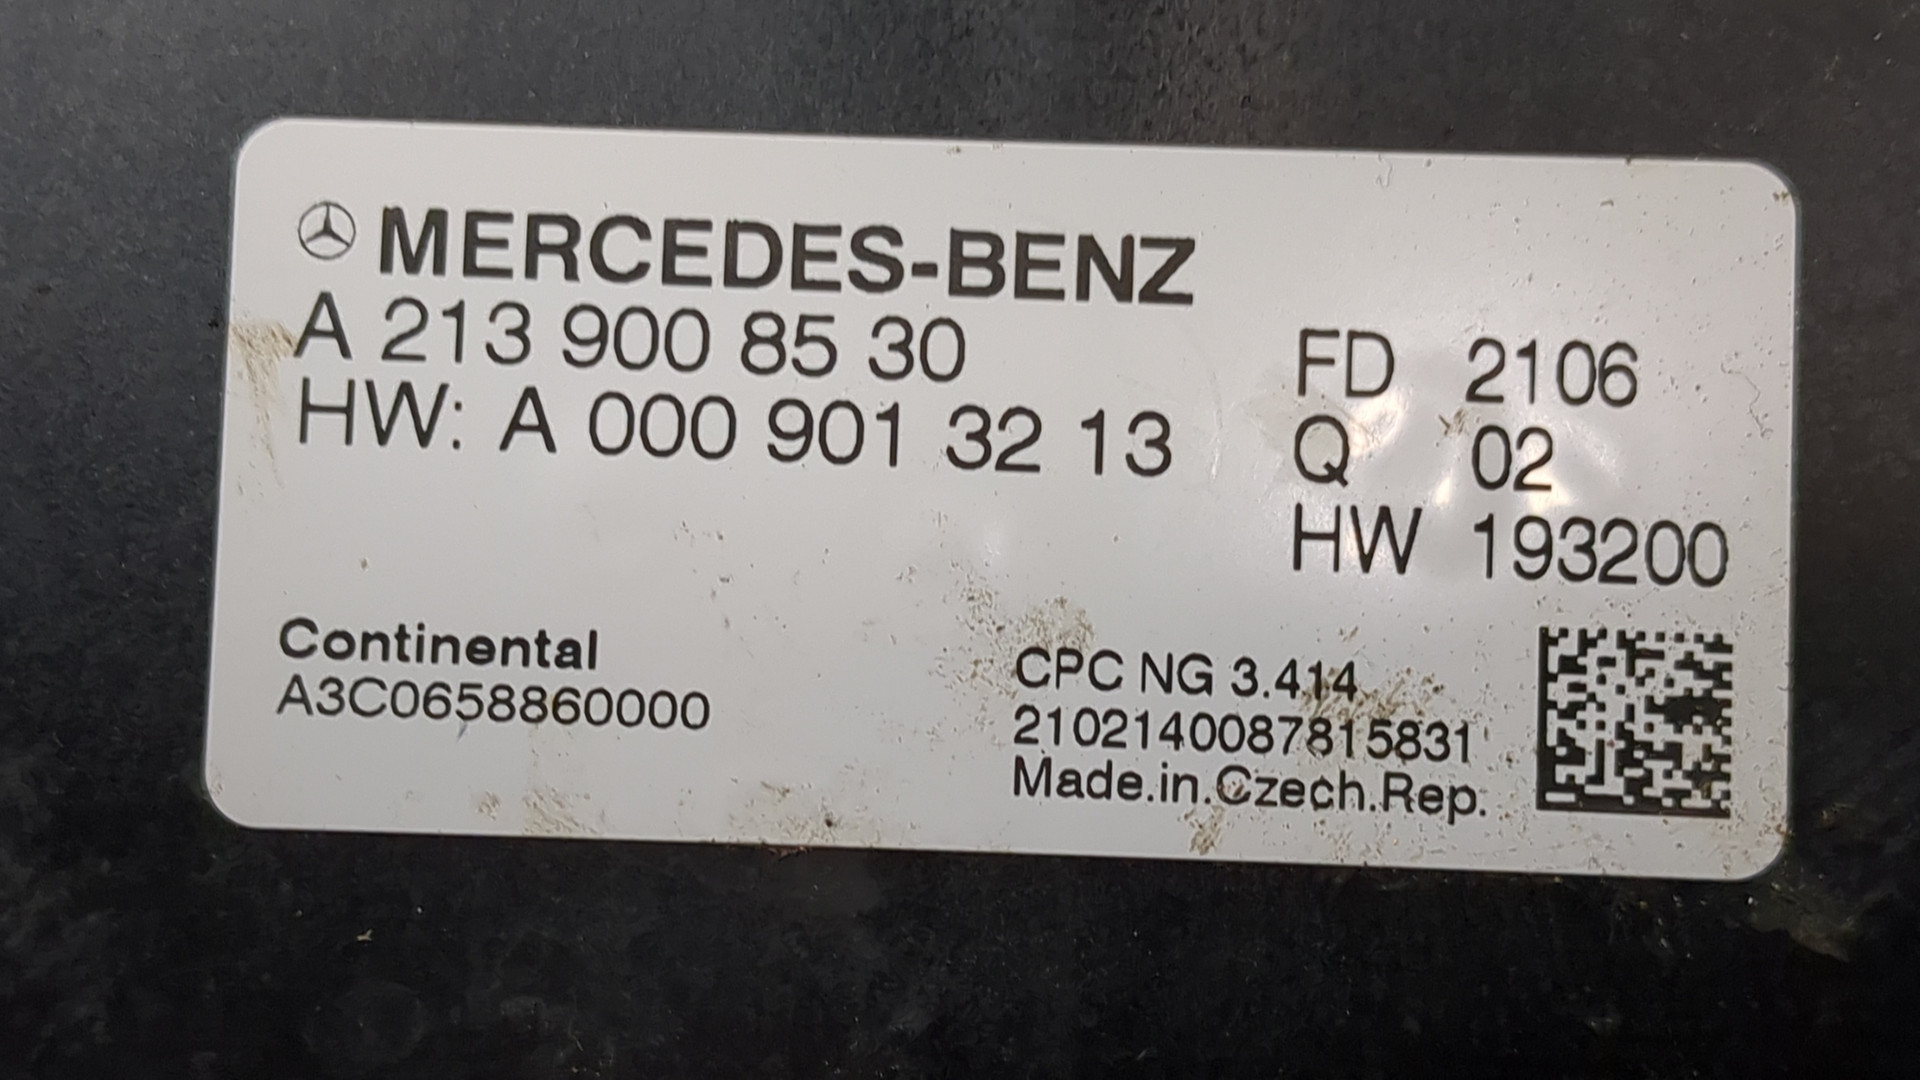 MERCEDES-BENZ
A 213 900 85 30
HW: A 000 901 32 13
FD 2106
Q 02
HW 193200
Continental
A3C0658860000
CPC NG 3.414
2102140087815831
Made.in.Czech.Rep.